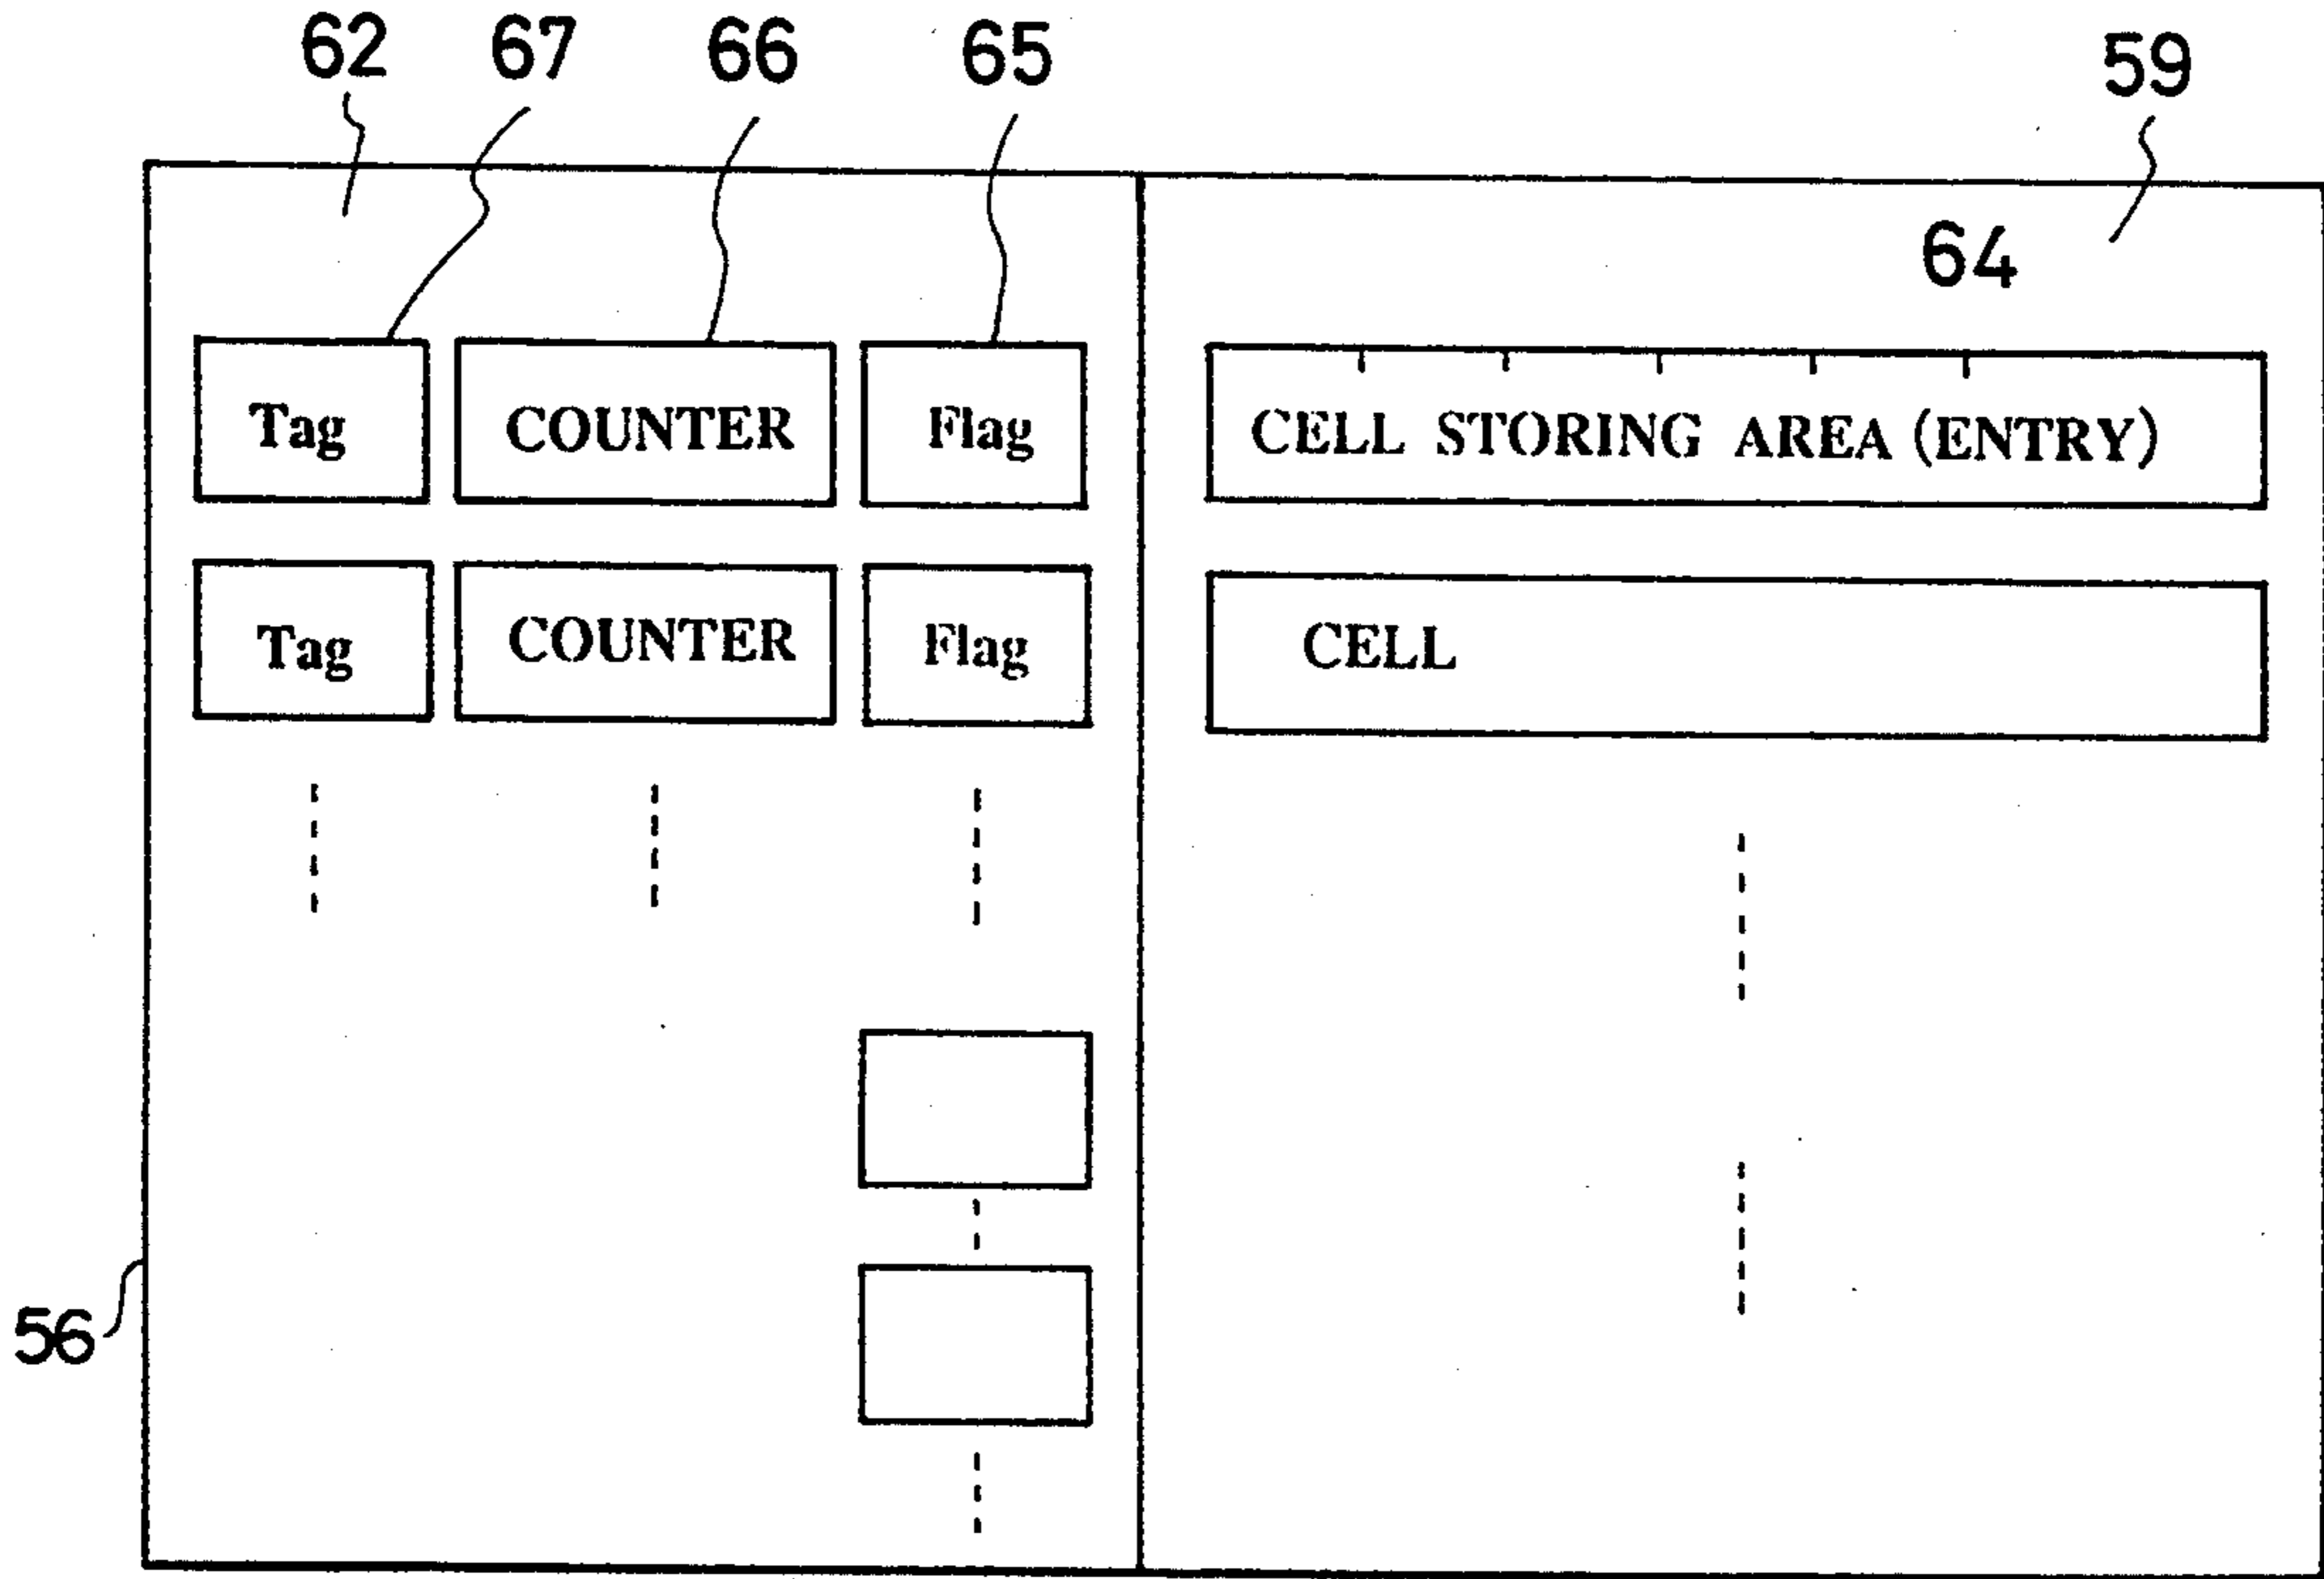 62 67 66 65 59
64
Tag COUNTER Flag CELL STORING AREA (ENTRY)
Tag COUNTER Flag CELL
56